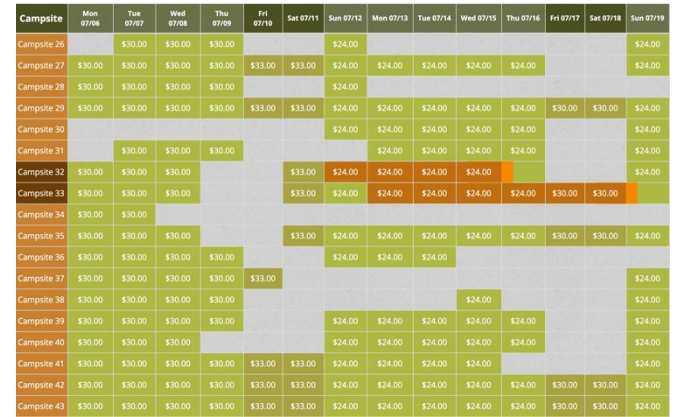 Campsite Mon 07/06 Tue 07/07 Wed 07/08 Thu 07/09 Fri 07/10 Sat 07/11 Sun 07/12 Mon 07/13 Tue 07/14 Wed 07/15 Thu 07/16 Fri 07/17 Sat 07/18 Sun 07/19
Campsite 26 $30.00 $30.00 $30.00 $24.00 $24.00
Campsite 27 $30.00 $30.00 $30.00 $30.00 $33.00 $33.00 $24.00 $24.00 $24.00 $24.00 $24.00 $24.00
Campsite 28 $30.00 $30.00 $30.00 $30.00 $24.00
Campsite 29 $30.00 $30.00 $30.00 $30.00 $33.00 $33.00 $24.00 $24.00 $24.00 $24.00 $24.00 $30.00 $30.00 $24.00
Campsite 30 $24.00 $24.00 $24.00 $24.00 $24.00 $24.00
Campsite 31 $30.00 $30.00 $30.00 $24.00 $24.00 $24.00 $24.00 $24.00
Campsite 32 $30.00 $30.00 $30.00 $33.00 $24.00 $24.00 $24.00 $24.00 $24.00
Campsite 33 $30.00 $30.00 $30.00 $33.00 $24.00 $24.00 $24.00 $24.00 $24.00 $30.00 $30.00
Campsite 34 $30.00 $30.00
Campsite 35 $30.00 $30.00 $30.00 $33.00 $24.00 $24.00 $24.00 $24.00 $24.00 $30.00 $30.00 $24.00
Campsite 36 $30.00 $30.00 $30.00 $30.00 $24.00 $24.00 $24.00
Campsite 37 $30.00 $30.00 $30.00 $30.00 $33.00 $24.00
Campsite 38 $30.00 $30.00 $30.00 $30.00 $24.00 $24.00
Campsite 39 $30.00 $30.00 $30.00 $30.00 $24.00 $24.00 $24.00 $24.00 $24.00 $24.00
Campsite 40 $30.00 $30.00 $30.00 $24.00 $24.00 $24.00 $24.00 $24.00 $24.00
Campsite 41 $30.00 $30.00 $30.00 $30.00 $33.00 $33.00 $24.00 $24.00 $24.00 $24.00 $24.00
Campsite 42 $30.00 $30.00 $30.00 $30.00 $33.00 $33.00 $24.00 $24.00 $24.00 $24.00 $24.00 $30.00 $30.00 $24.00
Campsite 43 $30.00 $30.00 $30.00 $30.00 $33.00 $33.00 $24.00 $24.00 $24.00 $24.00 $24.00 $30.00 $30.00 $24.00